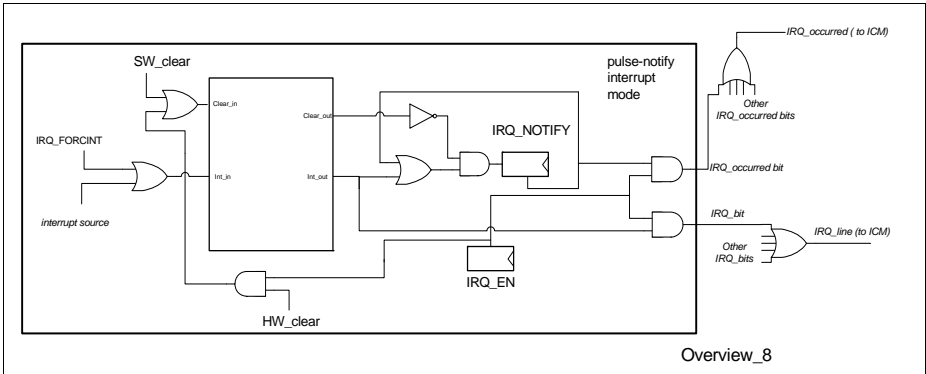 IRQ_occurred ( to ICM)
SW_clear
pulse-notify
interrupt
mode
Clear_in
Clear_out
Other
IRQ_occurred bits
IRQ_NOTIFY
IRQ_FORCINT
IRQ_occurred bit
Int_in
Int_out
interrupt source
IRQ_bit
IRQ_line (to ICM)
Other
IRQ_bits
IRQ_EN
HW_clear
Overview_8